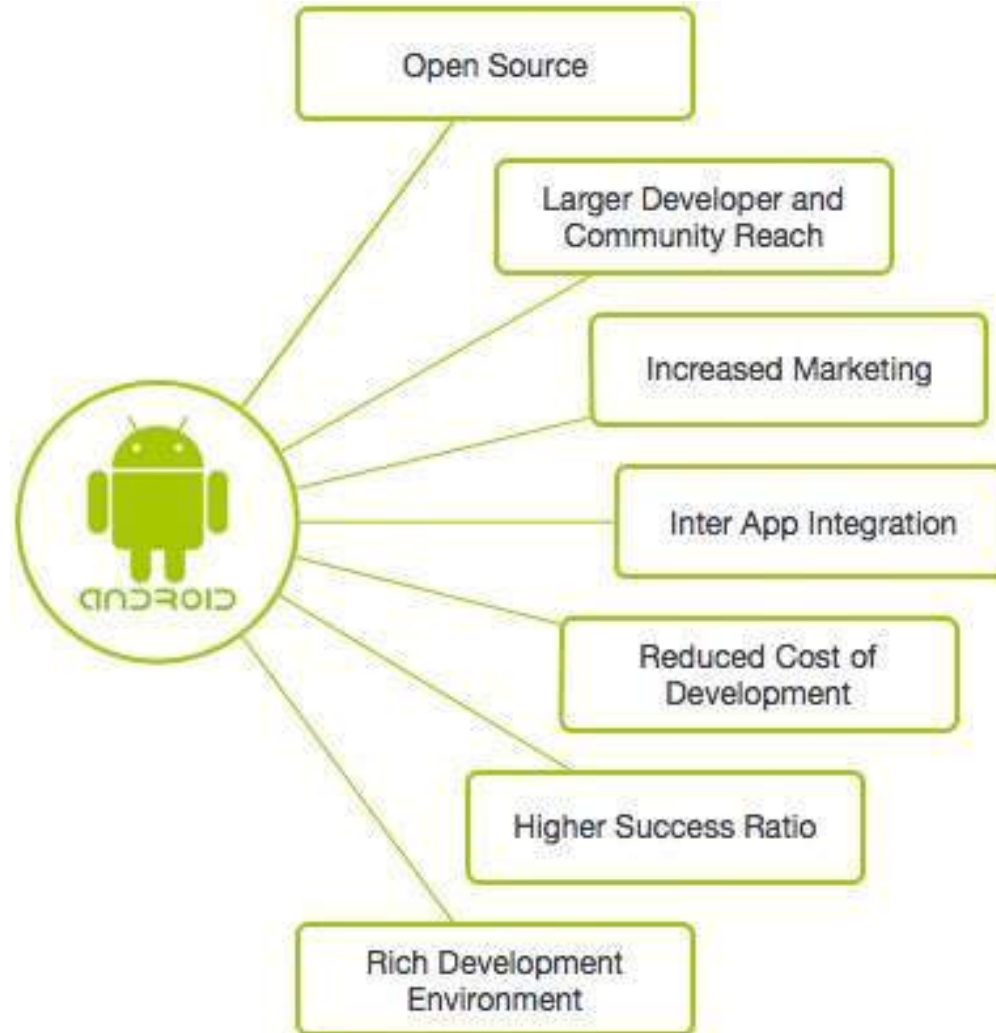 Open Source
Larger Developer and
Community Reach
Increased Marketing
Inter App Integration
ANDROID
Reduced Cost of
Development
Higher Success Ratio
Rich Development
Environment